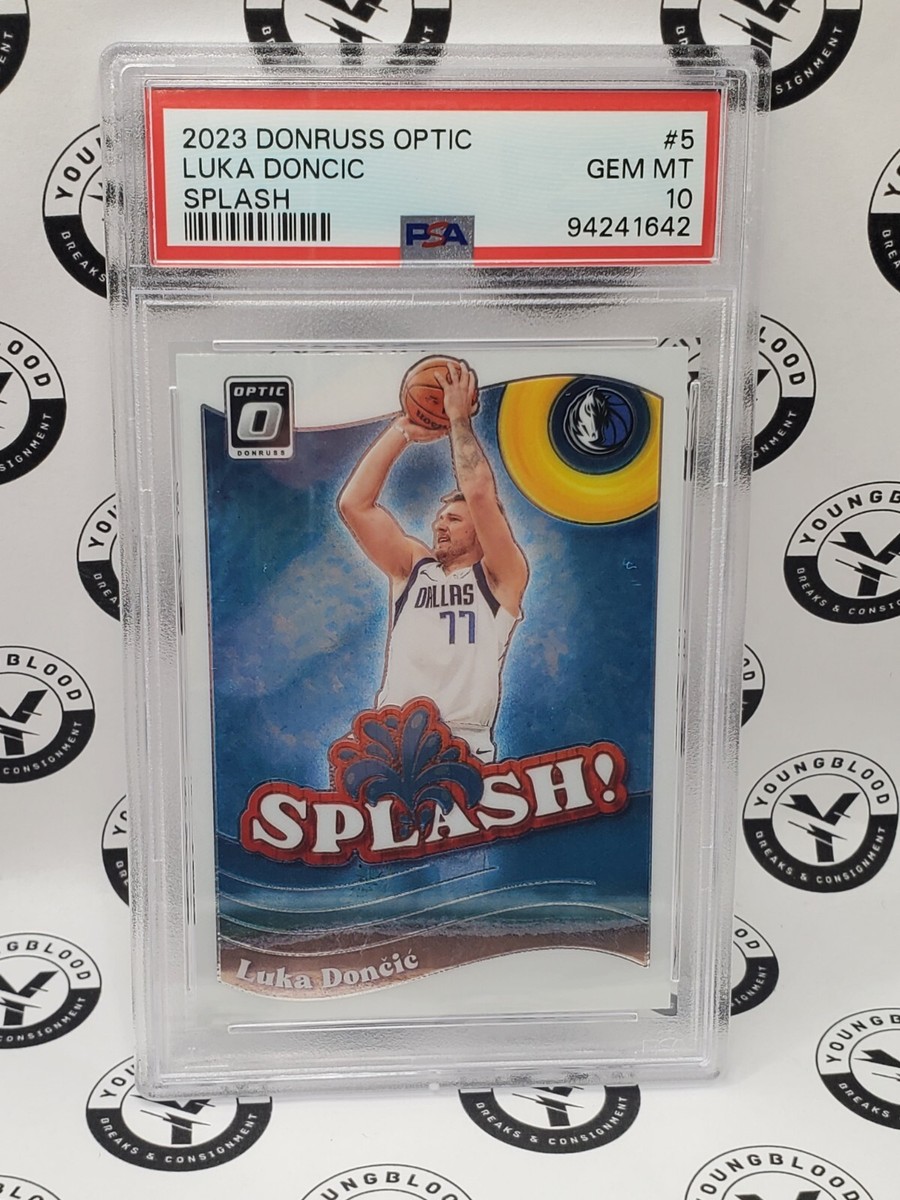 2023 DONRUSS OPTIC #5
LUKA DONCIC GEM MT
SPLASH 10
PSA 94241642
OPTIC
DONRUSS
DALLAS
77
SPLASH!
Luka Dončić
YOUNGBLOOD
BREAKS & CONSIGNMENT